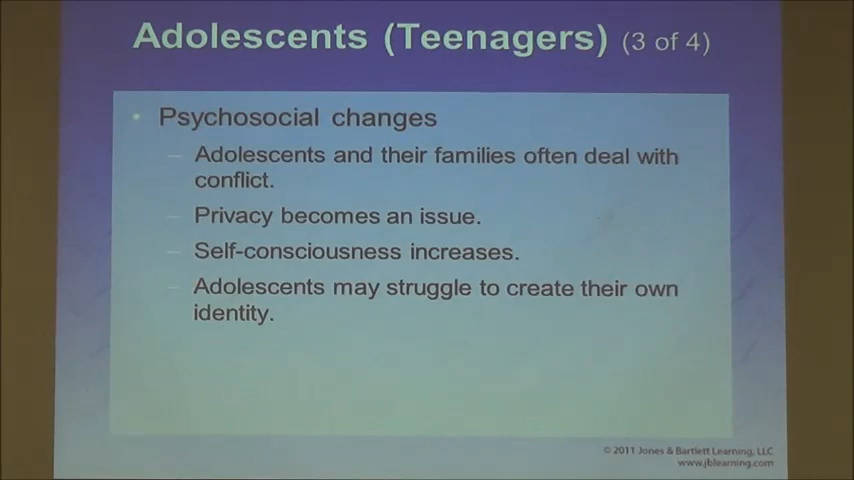 Adolescents (Teenagers) (3 of 4)
• Psychosocial changes
– Adolescents and their families often deal with
conflict.
– Privacy becomes an issue.
– Self-consciousness increases.
– Adolescents may struggle to create their own
identity.
© 2011 Jones & Bartlett Learning, LLC
www.jblearning.com